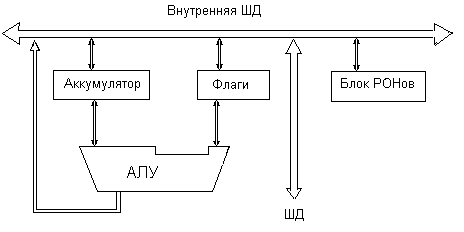 Внутренняя ШД
Аккумулятор
Флаги
Блок РОНов
АЛУ
ШД